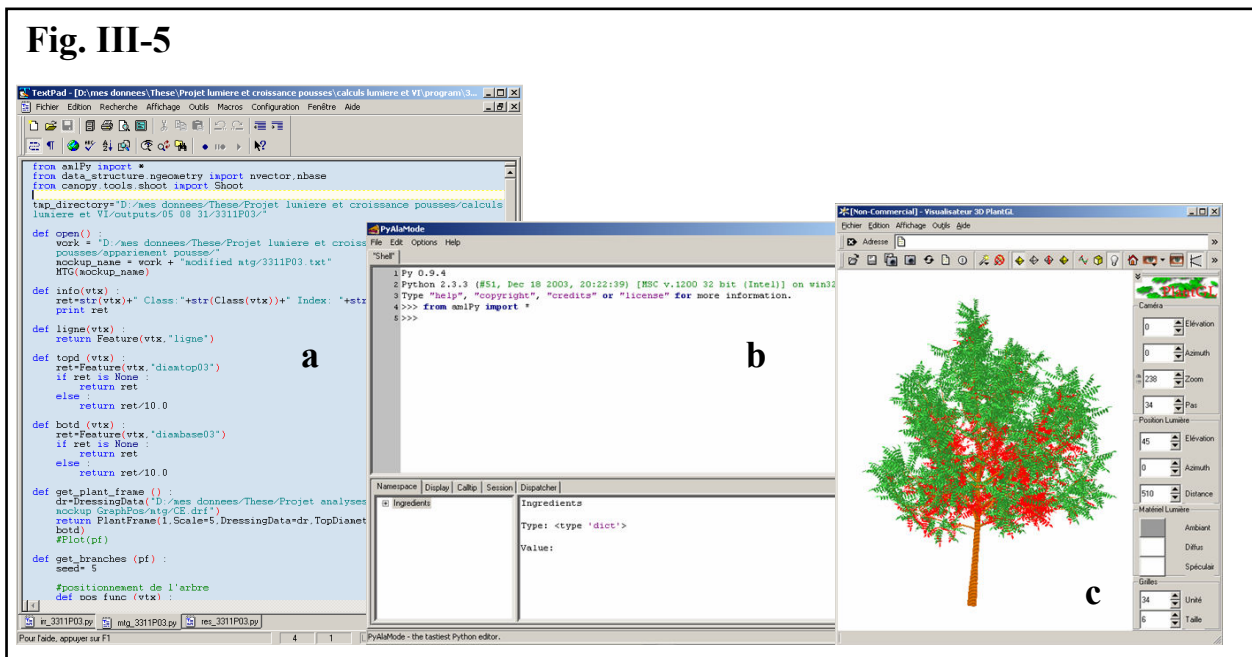 Fig. III-5
TextPad - [D:\mes donnees\These\Projet lumiere et croissance pousses\calculs lumiere et VI\program\3...
Fichier Edition Recherche Affichage Outils Macros Configuration Fenêtre Aide
from amlPy import *
from data_structure.ngeometry import nvector,nbase
from canopy.tools.shoot import Shoot
tmp_directory="D:/mes donnees/These/Projet lumiere et croissance pousses/calculs
lumiere et VI/outputs/05 08 31/3311P03/"
def open() :
work = "D:/mes donnees/These/Projet lumiere et croiss
pousses/appariement pousse/"
mockup_name = work + "modified mtg/3311P03.txt"
MTG(mockup_name)
def info(vtx) :
ret=str(vtx)+" Class:"+str(Class(vtx))+" Index: "+str
print ret
def ligne(vtx) :
return Feature(vtx,"ligne")
def topd (vtx) :
ret=Feature(vtx,"diamtop03")
if ret is None :
return ret
else :
return ret/10.0
def botd (vtx) :
ret=Feature(vtx,"diambase03")
if ret is None :
return ret
else :
return ret/10.0
def get_plant_frame () :
dr=DressingData("D:/mes donnees/These/Projet analyses
mockup GraphPos/mtg/CE.drf")
return PlantFrame(1,Scale=5,DressingData=dr,TopDiamet
botd)
#Plot(pf)
def get_branches (pf) :
seed= 5
#positionnement de l'arbre
def pos_func (vtx) :
ir_3311P03.py mtg_3311P03.py res_3311P03.py
Pour l'aide, appuyer sur F1 4 1
a
PyAlaMode
File Edit Options Help
"Shell"
1 Py 0.9.4
2 Python 2.3.3 (#51, Dec 18 2003, 20:22:39) [MSC v.1200 32 bit (Intel)] on win32
3 Type "help", "copyright", "credits" or "license" for more information.
4 >>> from amlPy import *
5 >>>
b
Namespace Display Calltip Session Dispatcher
Ingredients
Ingredients
Type: <type 'dict'>
Value:
PyAlaMode - the tastiest Python editor.
[Non-Commercial] - Visualisateur 3D PlantGL
Fichier Edition Affichage Outils Aide
Adresse
PlantGL
Caméra
0 Elévation
0 Azimuth
238 Zoom
34 Pas
Position Lumière
45 Elévation
0 Azimuth
510 Distance
Matériel Lumière
Ambiant
Diffus
Spéculair
Grilles
34 Unité
6 Taille
c